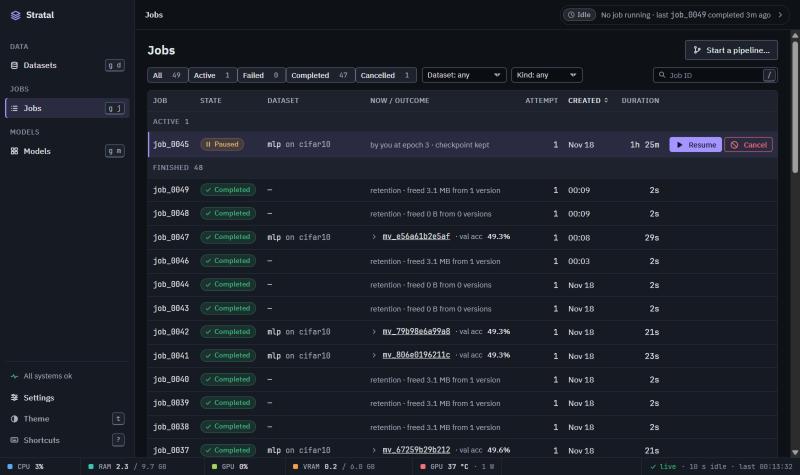 Stratal
Jobs
Idle No job running · last job_0049 completed 3m ago
DATA
Datasets g d
JOBS
Jobs g j
MODELS
Models g m
Jobs
Start a pipeline...
All 49 Active 1 Failed 0 Completed 47 Cancelled 1 Dataset: any Kind: any Job ID /
JOB STATE DATASET NOW / OUTCOME ATTEMPT CREATED DURATION
ACTIVE 1
job_0045 Paused mlp on cifar10 by you at epoch 3 · checkpoint kept 1 Nov 18 1h 25m Resume Cancel
FINISHED 48
job_0049 Completed — retention · freed 3.1 MB from 1 version 1 00:09 2s
job_0048 Completed — retention · freed 0 B from 0 versions 1 00:09 2s
job_0047 Completed mlp on cifar10 mv_e56a61b2e5af · val acc 49.3% 1 00:08 29s
job_0046 Completed — retention · freed 3.1 MB from 1 version 1 00:03 2s
job_0044 Completed — retention · freed 0 B from 0 versions 1 Nov 18 2s
job_0043 Completed — retention · freed 0 B from 0 versions 1 Nov 18 2s
job_0042 Completed mlp on cifar10 mv_79b98e6a99a8 · val acc 49.3% 1 Nov 18 21s
job_0041 Completed mlp on cifar10 mv_806e0196211c · val acc 49.3% 1 Nov 18 23s
job_0040 Completed — retention · freed 3.1 MB from 1 version 1 Nov 18 2s
job_0039 Completed — retention · freed 3.1 MB from 1 version 1 Nov 18 2s
job_0038 Completed — retention · freed 3.1 MB from 1 version 1 Nov 18 2s
job_0037 Completed mlp on cifar10 mv_67259b29b212 · val acc 49.6% 1 Nov 18 21s
All systems ok
Settings
Theme t
Shortcuts ?
CPU 3% RAM 2.3 / 9.7 GB GPU 0% VRAM 0.2 / 6.0 GB GPU 37 °C · 1 W live · 10 s idle · last 00:13:32